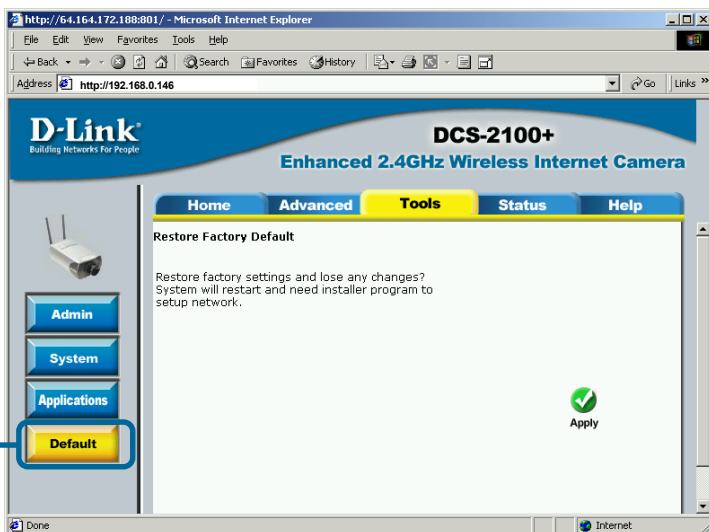 http://64.164.172.188:801/ - Microsoft Internet Explorer
File Edit View Favorites Tools Help
Back Search Favorites History
Address http://192.168.0.146 Go Links »
D-Link
Building Networks for People
DCS-2100+
Enhanced 2.4GHz Wireless Internet Camera
Home Advanced Tools Status Help
Restore Factory Default
Restore factory settings and lose any changes?
System will restart and need installer program to
setup network.
Admin
System
Applications
Default
Apply
Done Internet